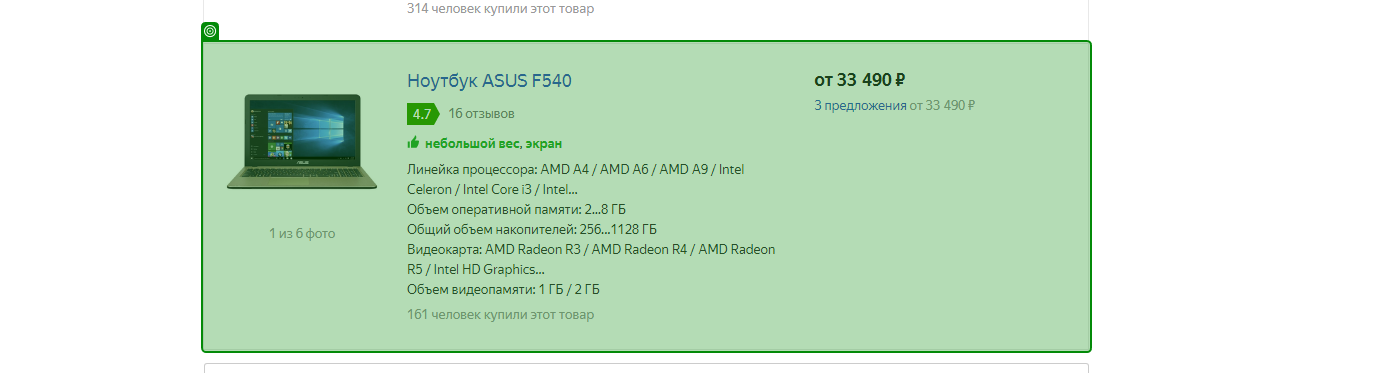 314 человек купили этот товар
Ноутбук ASUS F540
от 33 490 ₽
4.7 16 отзывов
3 предложения от 33 490 ₽
небольшой вес, экран
Линейка процессора: AMD A4 / AMD A6 / AMD A9 / Intel
Celeron / Intel Core i3 / Intel...
Объем оперативной памяти: 2...8 ГБ
Общий объем накопителей: 256...1128 ГБ
Видеокарта: AMD Radeon R3 / AMD Radeon R4 / AMD Radeon
R5 / Intel HD Graphics...
Объем видеопамяти: 1 ГБ / 2 ГБ
161 человек купили этот товар
ASUS
1 из 6 фото